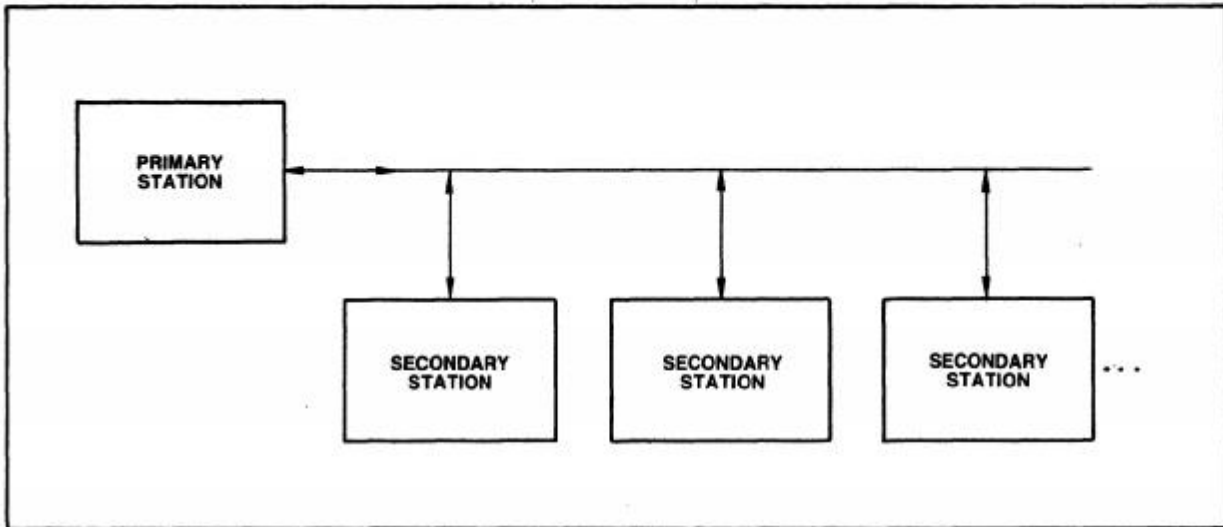 PRIMARY
STATION
SECONDARY
STATION
SECONDARY
STATION
SECONDARY
STATION
...